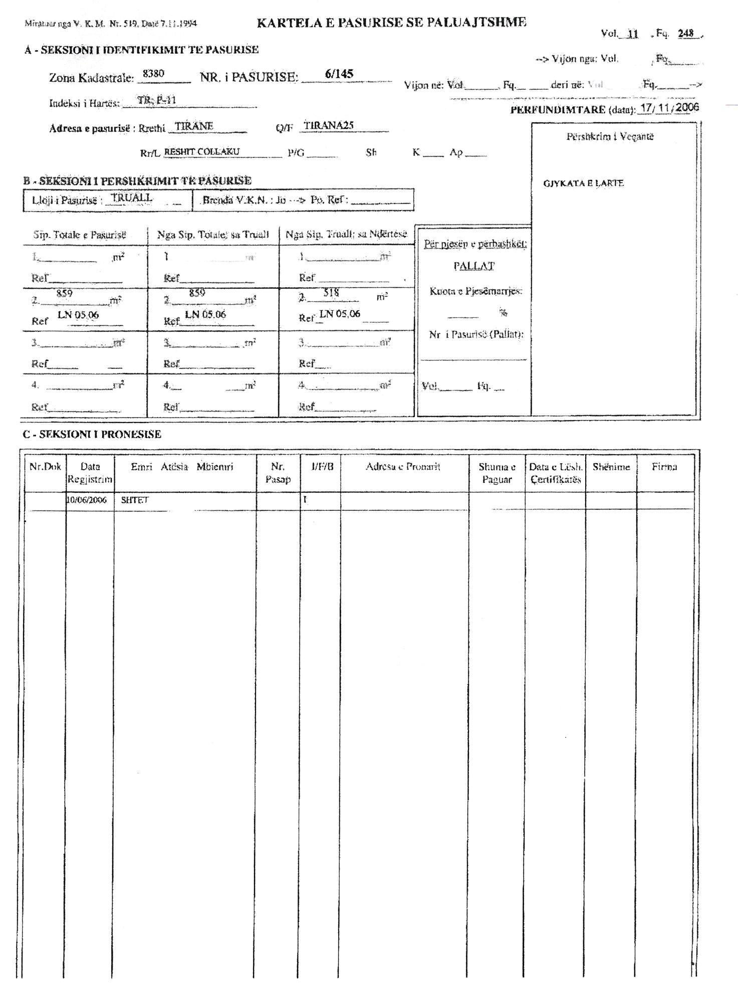 Miratuar nga V. K. M. Nr. 519, Datë 7.11.1994
KARTELA E PASURISE SE PALUAJTSHME
Vol. 11 . Fq. 248
A - SEKSIONI I IDENTIFIKIMIT TE PASURISE
--> Vijon nga: Vol. , Fq.
Zona Kadastrale: 8380 NR. i PASURISE: 6/145
Vijon në: Vol. , Fq. deri në: Vol Fq. -->
Indeksi i Hartës: TR; P-11
PERFUNDIMTARE (data): 17/ 11/2006
Adresa e pasurisë : Rrethi TIRANE Q/F TIRANA25
Rr/L RESHIT COLLAKU P/G Sh K Ap
Përshkrim i Veçantë
GJYKATA E LARTE
B - SEKSIONI I PERSHKRIMIT TE PASURISE
Lloji i Pasurisë : TRUALL Brenda V.K.N. : Jo ---> Po. Ref :
Sip. Totale e Pasurisë Nga Sip. Totale; sa Truall Nga Sip. Truall; sa Ndërtesë
1. m² 1 m² 1. m²
Ref Ref Ref
2. 859 m² 2. 859 m² 2. 518 m²
Ref LN 05.06 Ref LN 05.06 Ref LN 05,06
3. m² 3. m² 3. m²
Ref Ref Ref
4. m² 4. m² 4. m²
Ref Ref Ref
Për pjesën e përbashkët:
PALLAT
Kuota e Pjesëmarrjes:
%
Nr i Pasurisë (Pallat):
Vol. Fq.
C - SEKSIONI I PRONESISE
Nr.Dok Data Regjistrim Emri Atësia Mbiemri Nr. Pasap I/F/B Adresa e Pronarit Shuma e Paguar Data e Lësh. Çertifikatës Shënime Firma
10/06/2006 SHTET I